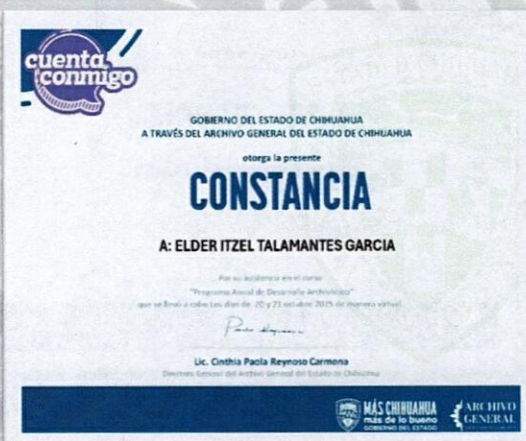 cuenta
conmigo
GOBIERNO DEL ESTADO DE CHIHUAHUA
A TRAVÉS DEL ARCHIVO GENERAL DEL ESTADO DE CHIHUAHUA
otorga la presente
CONSTANCIA
A: ELDER ITZEL TALAMANTES GARCIA
Por su asistencia en el curso
"Programa Anual de Desarrollo Archivístico"
que se llevó a cabo los días de 20 y 21 octubre 2025 de manera virtual.
Lic. Cinthia Paola Reynoso Carmona
Directora General del Archivo General del Estado de Chihuahua
MÁS CHIHUAHUA
más de lo bueno
GOBIERNO DEL ESTADO
ARCHIVO
GENERAL